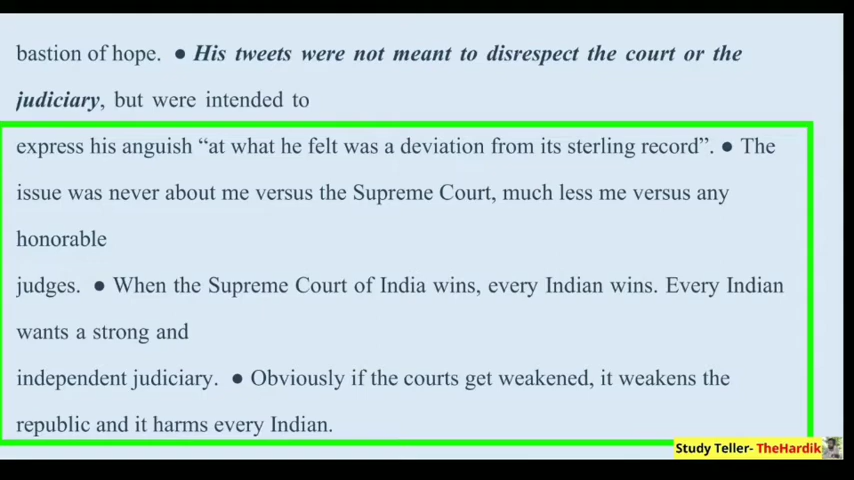 bastion of hope. ● His tweets were not meant to disrespect the court or the
judiciary, but were intended to
express his anguish “at what he felt was a deviation from its sterling record”. ● The
issue was never about me versus the Supreme Court, much less me versus any
honorable
judges. ● When the Supreme Court of India wins, every Indian wins. Every Indian
wants a strong and
independent judiciary. ● Obviously if the courts get weakened, it weakens the
republic and it harms every Indian.
Study Teller- TheHardik